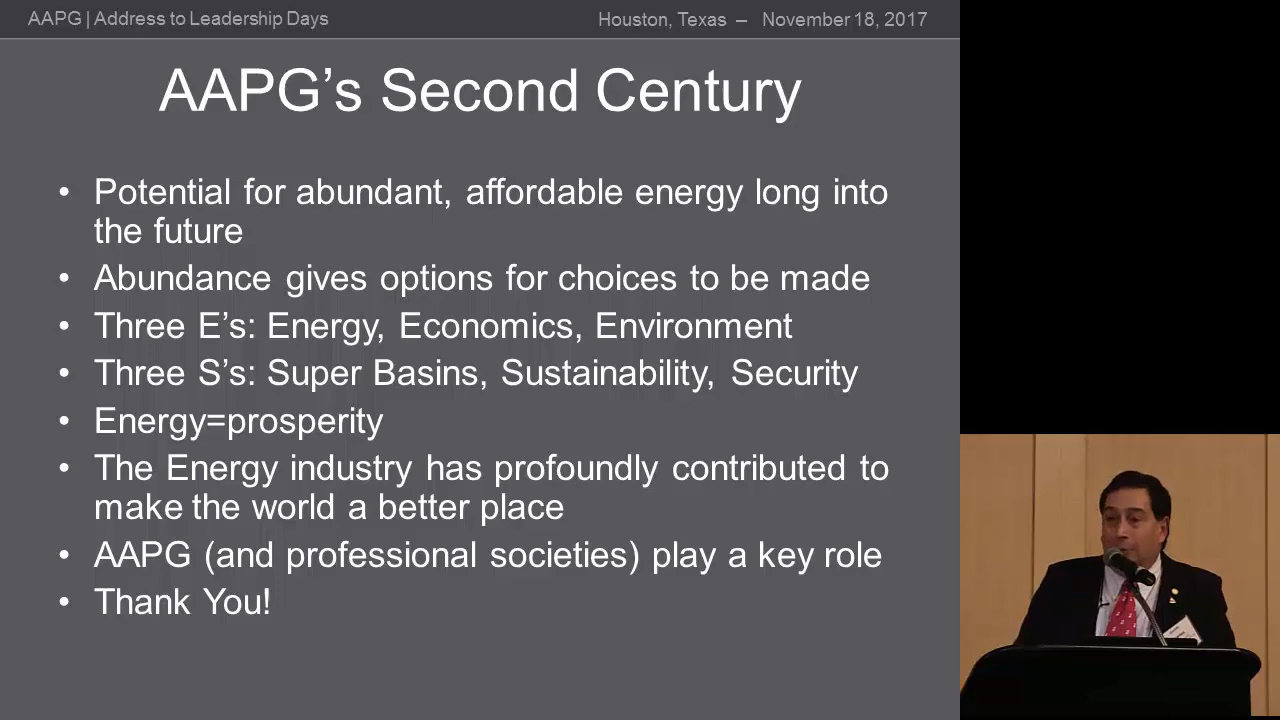 AAPG | Address to Leadership Days
Houston, Texas – November 18, 2017
AAPG’s Second Century
• Potential for abundant, affordable energy long into
the future
• Abundance gives options for choices to be made
• Three E’s: Energy, Economics, Environment
• Three S’s: Super Basins, Sustainability, Security
• Energy=prosperity
• The Energy industry has profoundly contributed to
make the world a better place
• AAPG (and professional societies) play a key role
• Thank You!